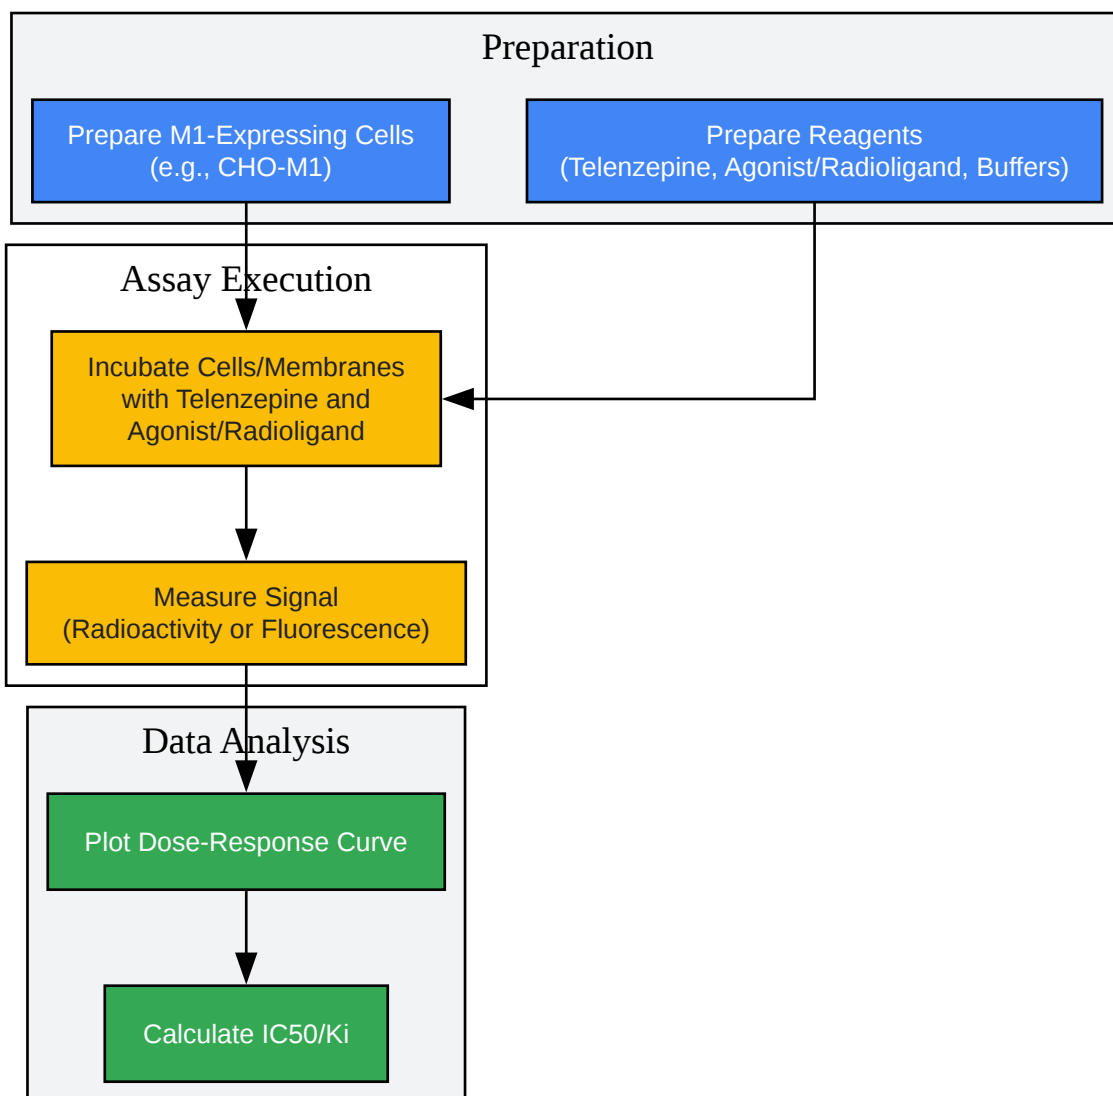 Preparation
Prepare M1-Expressing Cells
(e.g., CHO-M1)
Prepare Reagents
(Telenzepine, Agonist/Radioligand, Buffers)
Assay Execution
Incubate Cells/Membranes
with Telenzepine and
Agonist/Radioligand
Measure Signal
(Radioactivity or Fluorescence)
Data Analysis
Plot Dose-Response Curve
Calculate IC50/Ki